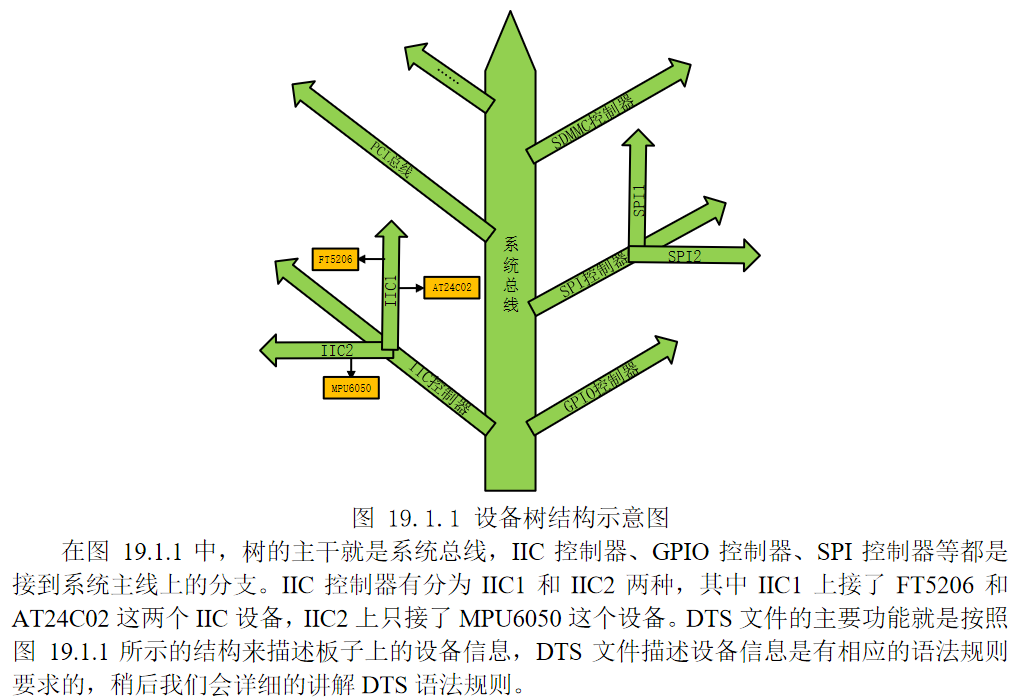 ……
SDMMC控制器
PCI总线
SPI1
系统总线
FT5206
IIC1
AT24C02
SPI控制器
SPI2
IIC2
MPU6050
IIC控制器
GPIO控制器
图 19.1.1 设备树结构示意图
在图 19.1.1 中，树的主干就是系统总线，IIC 控制器、GPIO 控制器、SPI 控制器等都是
接到系统主线上的分支。IIC 控制器有分为 IIC1 和 IIC2 两种，其中 IIC1 上接了 FT5206 和
AT24C02 这两个 IIC 设备，IIC2 上只接了 MPU6050 这个设备。DTS 文件的主要功能就是按照
图 19.1.1 所示的结构来描述板子上的设备信息，DTS 文件描述设备信息是有相应的语法规则
要求的，稍后我们会详细的讲解 DTS 语法规则。